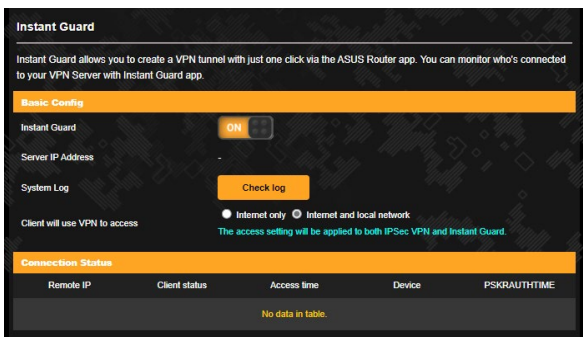 Instant Guard
Instant Guard allows you to create a VPN tunnel with just one click via the ASUS Router app. You can monitor who's connected
to your VPN Server with Instant Guard app.
Basic Config
Instant Guard ON
Server IP Address -
System Log Check log
Client will use VPN to access Internet only Internet and local network
The access setting will be applied to both IPSec VPN and Instant Guard.
Connection Status
Remote IP Client status Access time Device PSKRAUTHTIME
No data in table.